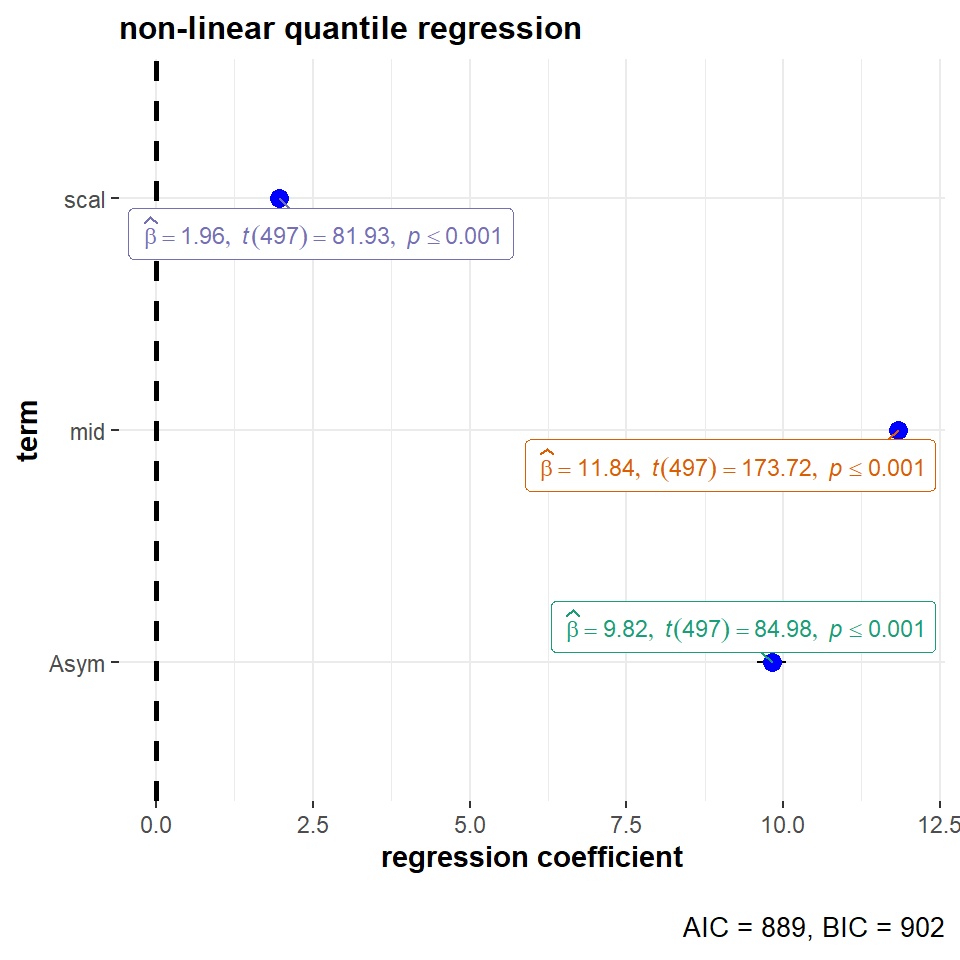 non-linear quantile regression
term
scal
β̂ = 1.96, t(497) = 81.93, p ≤ 0.001
mid
β̂ = 11.84, t(497) = 173.72, p ≤ 0.001
β̂ = 9.82, t(497) = 84.98, p ≤ 0.001
Asym
0.0 2.5 5.0 7.5 10.0 12.5
regression coefficient
AIC = 889, BIC = 902